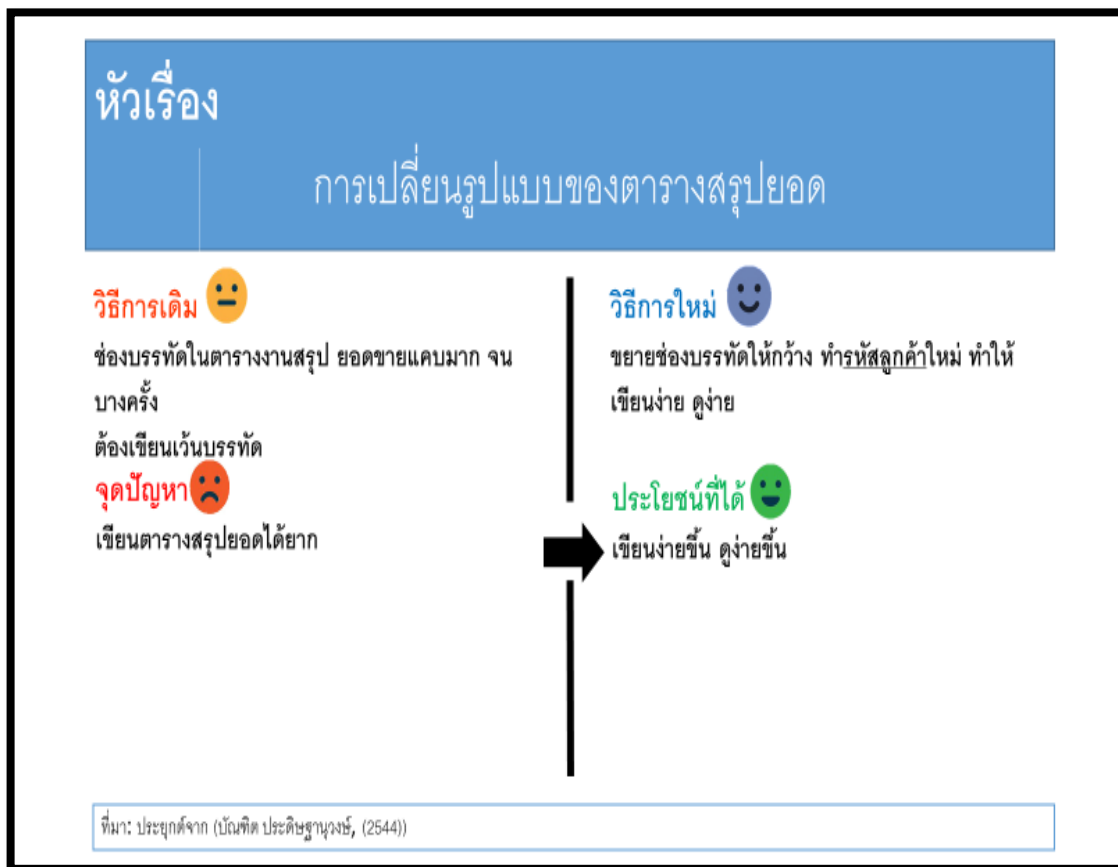 หัวเรื่อง
การเปลี่ยนรูปแบบของตารางสรุปยอด
วิธีการเดิม
ช่องบรรทัดในตารางงานสรุป ยอดขายแคบมาก จน
บางครั้ง
ต้องเขียนเว้นบรรทัด
จุดปัญหา
เขียนตารางสรุปยอดได้ยาก
วิธีการใหม่
ขยายช่องบรรทัดให้กว้าง ทำรหัสลูกค้าใหม่ ทำให้
เขียนง่าย ดูง่าย
ประโยชน์ที่ได้
เขียนง่ายขึ้น ดูง่ายขึ้น
ที่มา: ประยุกต์จาก (บัณฑิต ประดิษฐานุวงษ์, (2544))